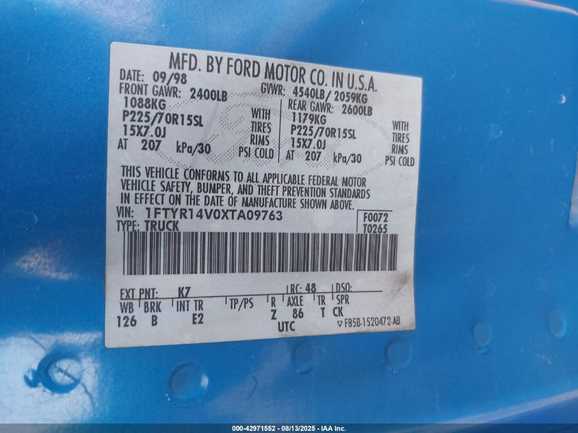 MFD. BY FORD MOTOR CO. IN U.S.A.
DATE: 09/98 GVWR: 4540LB/ 2059KG
FRONT GAWR: 2400LB REAR GAWR: 2600LB
1088KG WITH 1179KG WITH
P225/70R15SL TIRES P225/70R15SL TIRES
15X7.0J RIMS 15X7.0J RIMS
AT 207 kPa/30 PSI COLD AT 207 kPa/30 PSI COLD
THIS VEHICLE CONFORMS TO ALL APPLICABLE FEDERAL MOTOR
VEHICLE SAFETY, BUMPER, AND THEFT PREVENTION STANDARDS
IN EFFECT ON THE DATE OF MANUFACTURE SHOWN ABOVE.
VIN: 1FTYR14V0XTA09763 F0072
TYPE: TRUCK T0265
EXT PNT: K7 RC: 48 DSO:
WB BRK INT TR TP/PS R AXLE TR SPR
126 B E2 Z 86 T CK
UTC F85B-1520472-AB
000-42971552 - 08/13/2025 - IAA Inc.